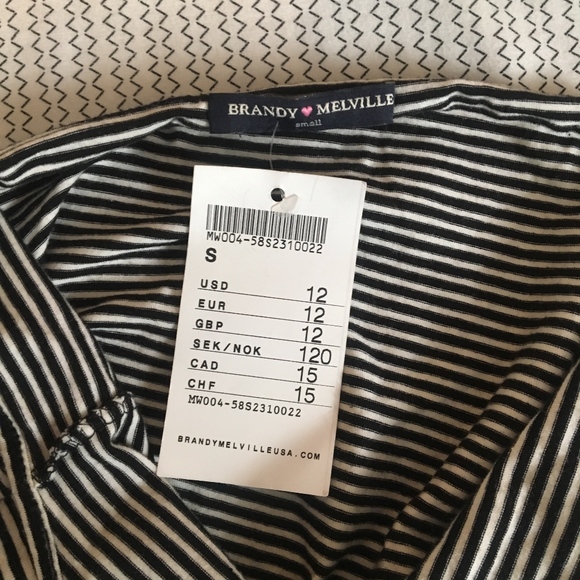 BRANDY MELVILLE
small
MW004-58S2310022
S
USD 12
EUR 12
GBP 12
SEK/NOK 120
CAD 15
CHF 15
MW004-58S2310022
BRANDYMELVILLEUSA.COM